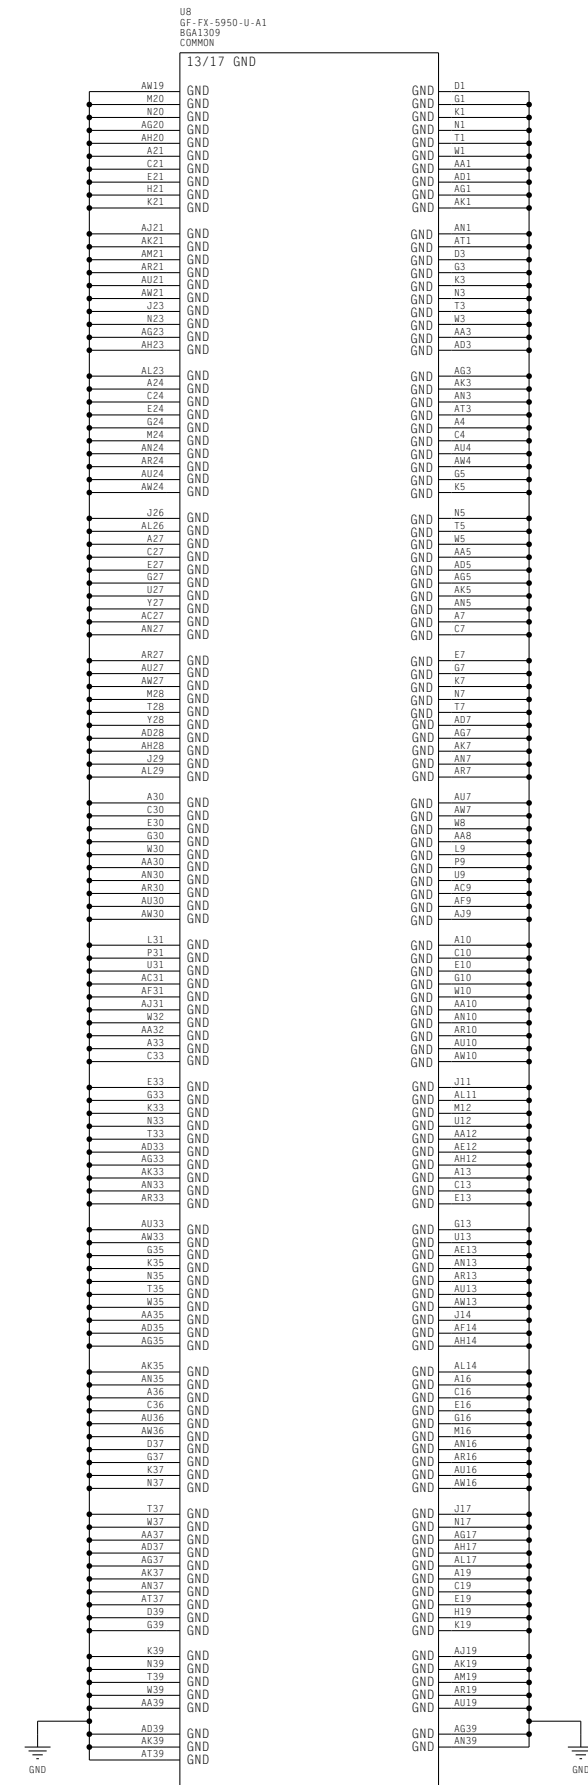 U8
GF-FX-5950-U-A1
BGA1309
COMMON
13/17 GND
AW19 GND GND D1
M20 GND GND G1
N20 GND GND K1
AG20 GND GND N1
AH20 GND GND T1
A21 GND GND W1
C21 GND GND AA1
E21 GND GND AD1
H21 GND GND AG1
K21 GND GND AK1
AJ21 GND GND AN1
AK21 GND GND AT1
AM21 GND GND D3
AR21 GND GND G3
AU21 GND GND K3
AW21 GND GND N3
J23 GND GND T3
N23 GND GND W3
AG23 GND GND AA3
AH23 GND GND AD3
AL23 GND GND AG3
A24 GND GND AK3
C24 GND GND AN3
E24 GND GND AT3
G24 GND GND A4
M24 GND GND C4
AN24 GND GND AU4
AR24 GND GND AW4
AU24 GND GND G5
AW24 GND GND K5
J26 GND GND N5
AL26 GND GND T5
A27 GND GND W5
C27 GND GND AA5
E27 GND GND AD5
G27 GND GND AG5
U27 GND GND AK5
Y27 GND GND AN5
AC27 GND GND A7
AN27 GND GND C7
AR27 GND GND E7
AU27 GND GND G7
AW27 GND GND K7
M28 GND GND N7
T28 GND GND T7
Y28 GND GND AD7
AD28 GND GND AG7
AH28 GND GND AK7
J29 GND GND AN7
AL29 GND GND AR7
A30 GND GND AU7
C30 GND GND AW7
E30 GND GND W8
G30 GND GND AA8
W30 GND GND L9
AA30 GND GND P9
AN30 GND GND U9
AR30 GND GND AC9
AU30 GND GND AF9
AW30 GND GND AJ9
L31 GND GND A10
P31 GND GND C10
U31 GND GND E10
AC31 GND GND G10
AF31 GND GND W10
AJ31 GND GND AA10
W32 GND GND AN10
AA32 GND GND AR10
A33 GND GND AU10
C33 GND GND AW10
E33 GND GND J11
G33 GND GND AL11
K33 GND GND M12
N33 GND GND U12
T33 GND GND AA12
AD33 GND GND AE12
AG33 GND GND AH12
AK33 GND GND A13
AN33 GND GND C13
AR33 GND GND E13
AU33 GND GND G13
AW33 GND GND U13
G35 GND GND AE13
K35 GND GND AN13
N35 GND GND AR13
T35 GND GND AU13
W35 GND GND AW13
AA35 GND GND J14
AD35 GND GND AF14
AG35 GND GND AH14
AK35 GND GND AL14
AN35 GND GND A16
A36 GND GND C16
C36 GND GND E16
AU36 GND GND G16
AW36 GND GND M16
D37 GND GND AN16
G37 GND GND AR16
K37 GND GND AU16
N37 GND GND AW16
T37 GND GND J17
W37 GND GND N17
AA37 GND GND AG17
AD37 GND GND AH17
AG37 GND GND AL17
AK37 GND GND A19
AN37 GND GND C19
AT37 GND GND E19
D39 GND GND H19
G39 GND GND K19
K39 GND GND AJ19
N39 GND GND AK19
T39 GND GND AM19
W39 GND GND AR19
AA39 GND GND AU19
AD39 GND GND AG39
AK39 GND GND AN39
AT39 GND
GND GND